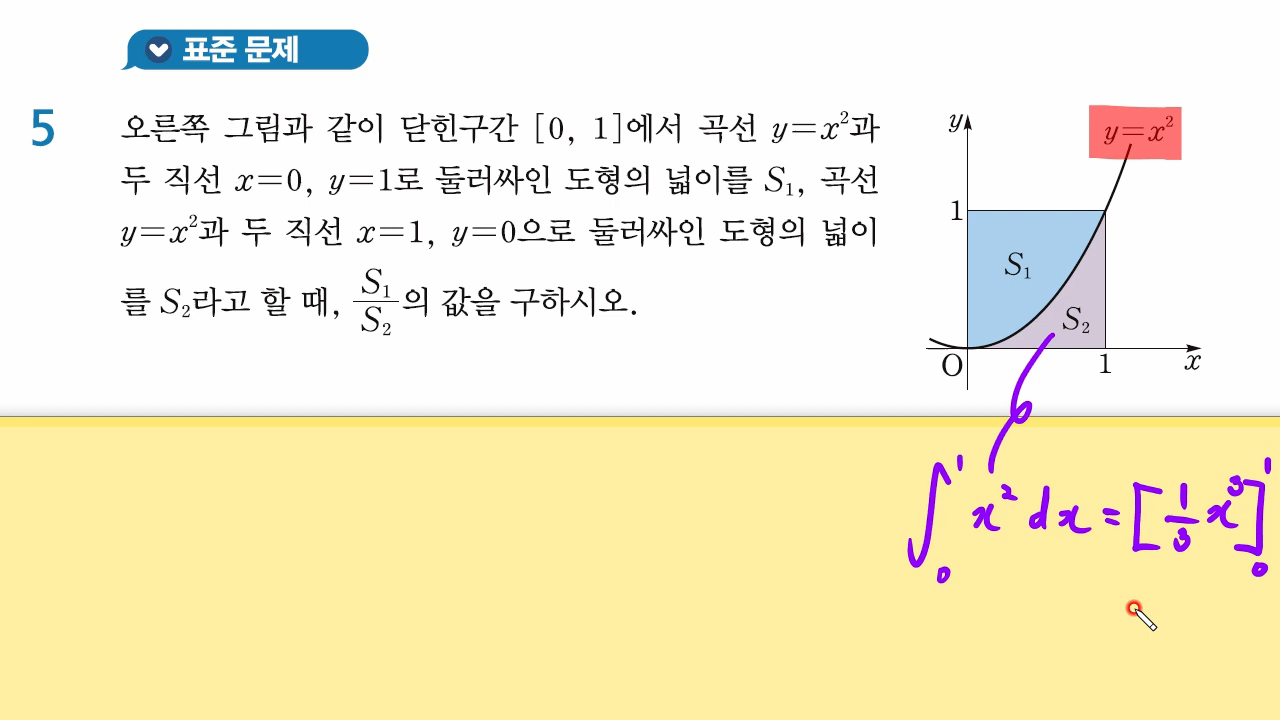 표준 문제
5 오른쪽 그림과 같이 닫힌구간 [0, 1]에서 곡선 y=x²과
두 직선 x=0, y=1로 둘러싸인 도형의 넓이를 S₁, 곡선
y=x²과 두 직선 x=1, y=0으로 둘러싸인 도형의 넓이
를 S₂라고 할 때, S₁/S₂의 값을 구하시오.
y
y=x²
1
S₁
S₂
O 1 x
∫₀¹ x² dx = [1/3 x³]₀¹